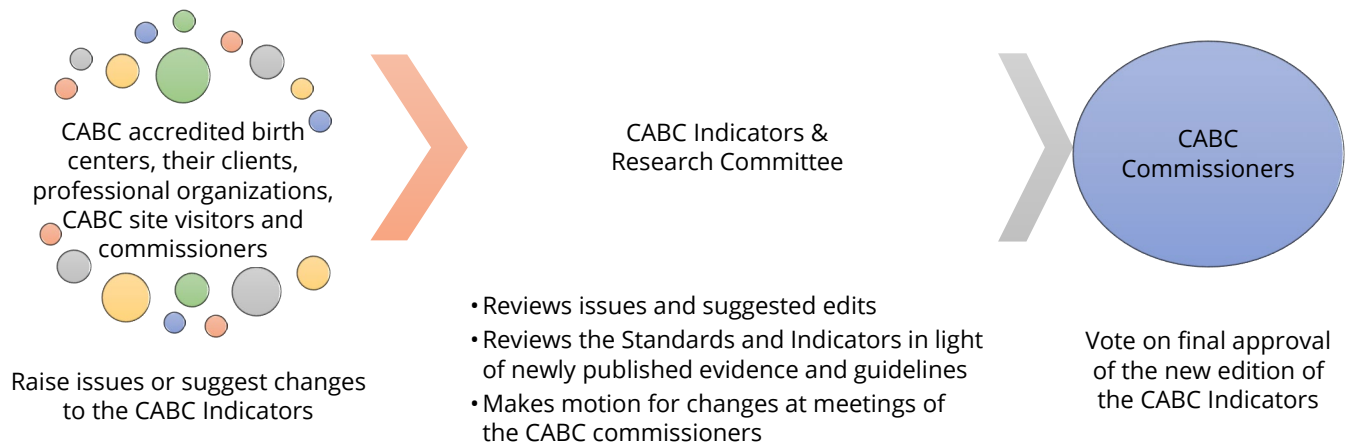 CABC accredited birth
centers, their clients,
professional organizations,
CABC site visitors and
commissioners
Raise issues or suggest changes
to the CABC Indicators
CABC Indicators &
Research Committee
• Reviews issues and suggested edits
• Reviews the Standards and Indicators in light
of newly published evidence and guidelines
• Makes motion for changes at meetings of
the CABC commissioners
CABC
Commissioners
Vote on final approval
of the new edition of
the CABC Indicators